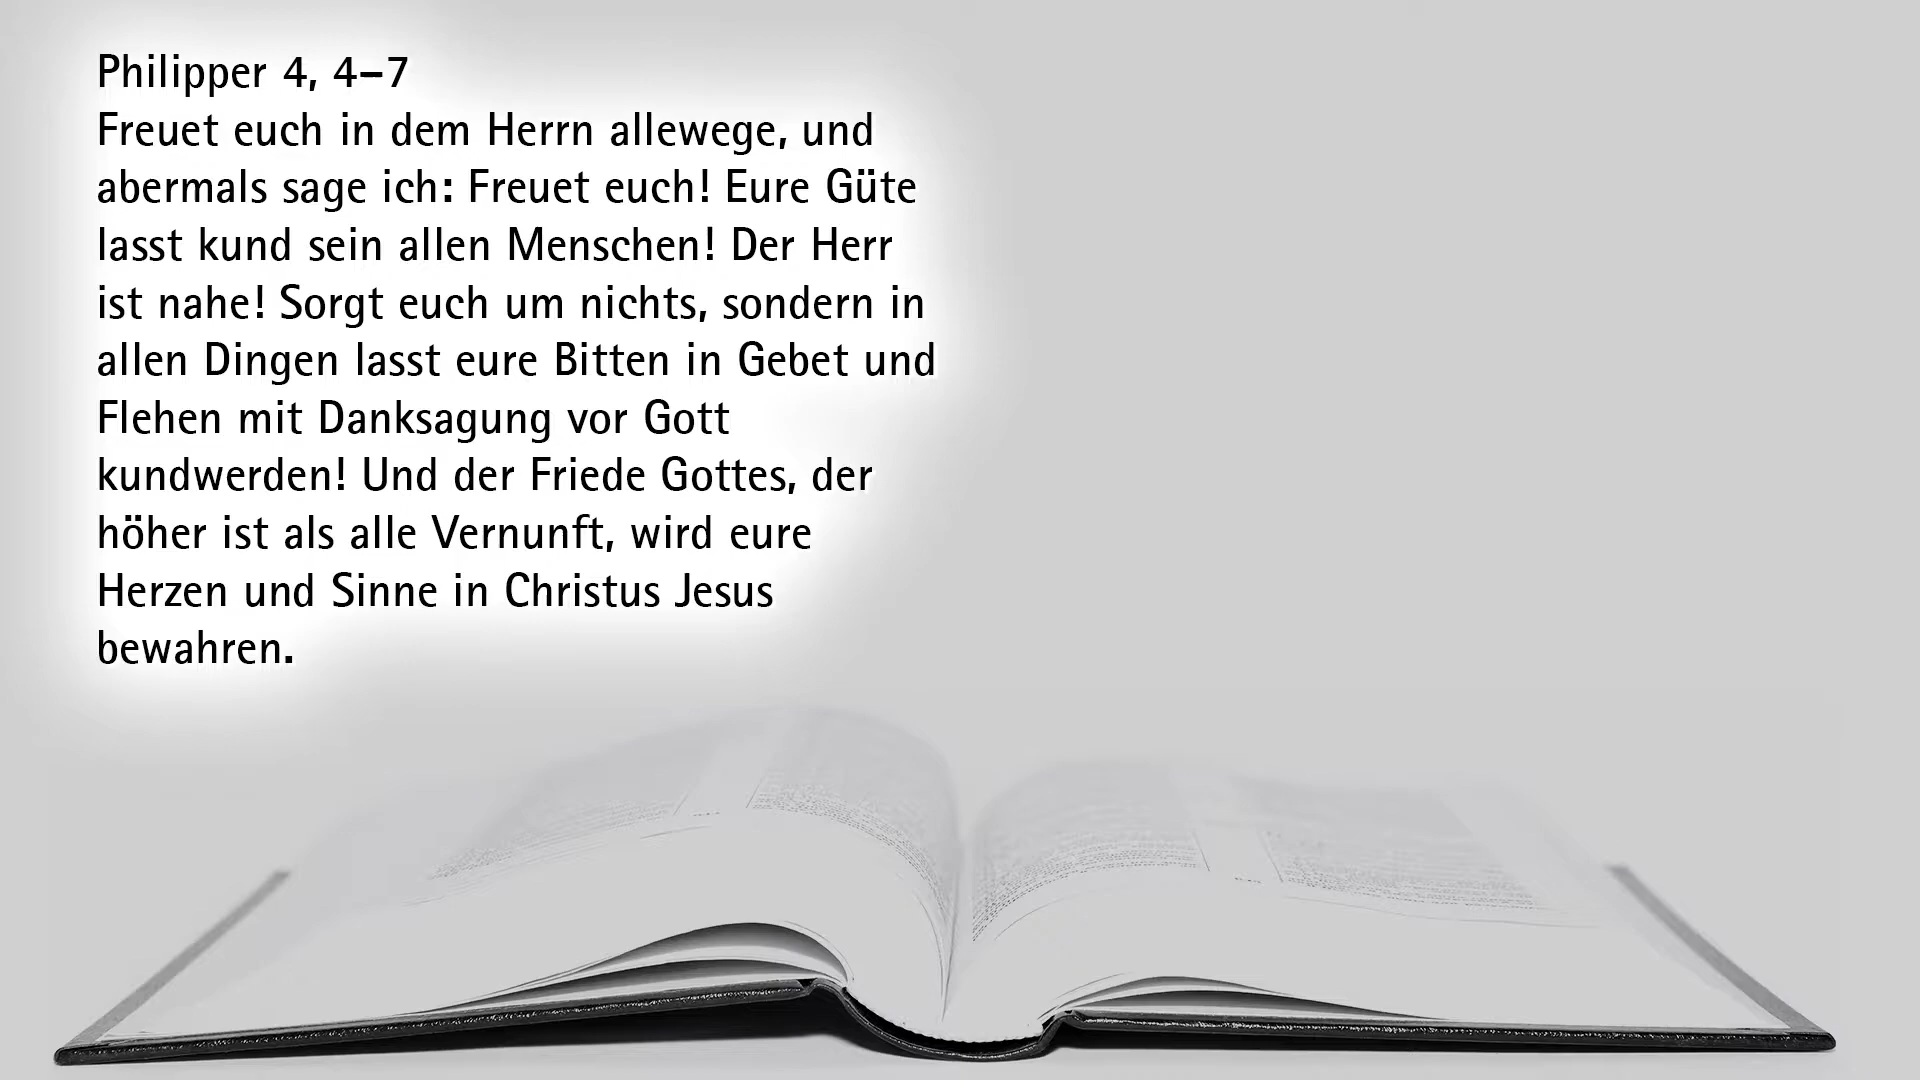 Philipper 4, 4–7
Freuet euch in dem Herrn allewege, und
abermals sage ich: Freuet euch! Eure Güte
lasst kund sein allen Menschen! Der Herr
ist nahe! Sorgt euch um nichts, sondern in
allen Dingen lasst eure Bitten in Gebet und
Flehen mit Danksagung vor Gott
kundwerden! Und der Friede Gottes, der
höher ist als alle Vernunft, wird eure
Herzen und Sinne in Christus Jesus
bewahren.